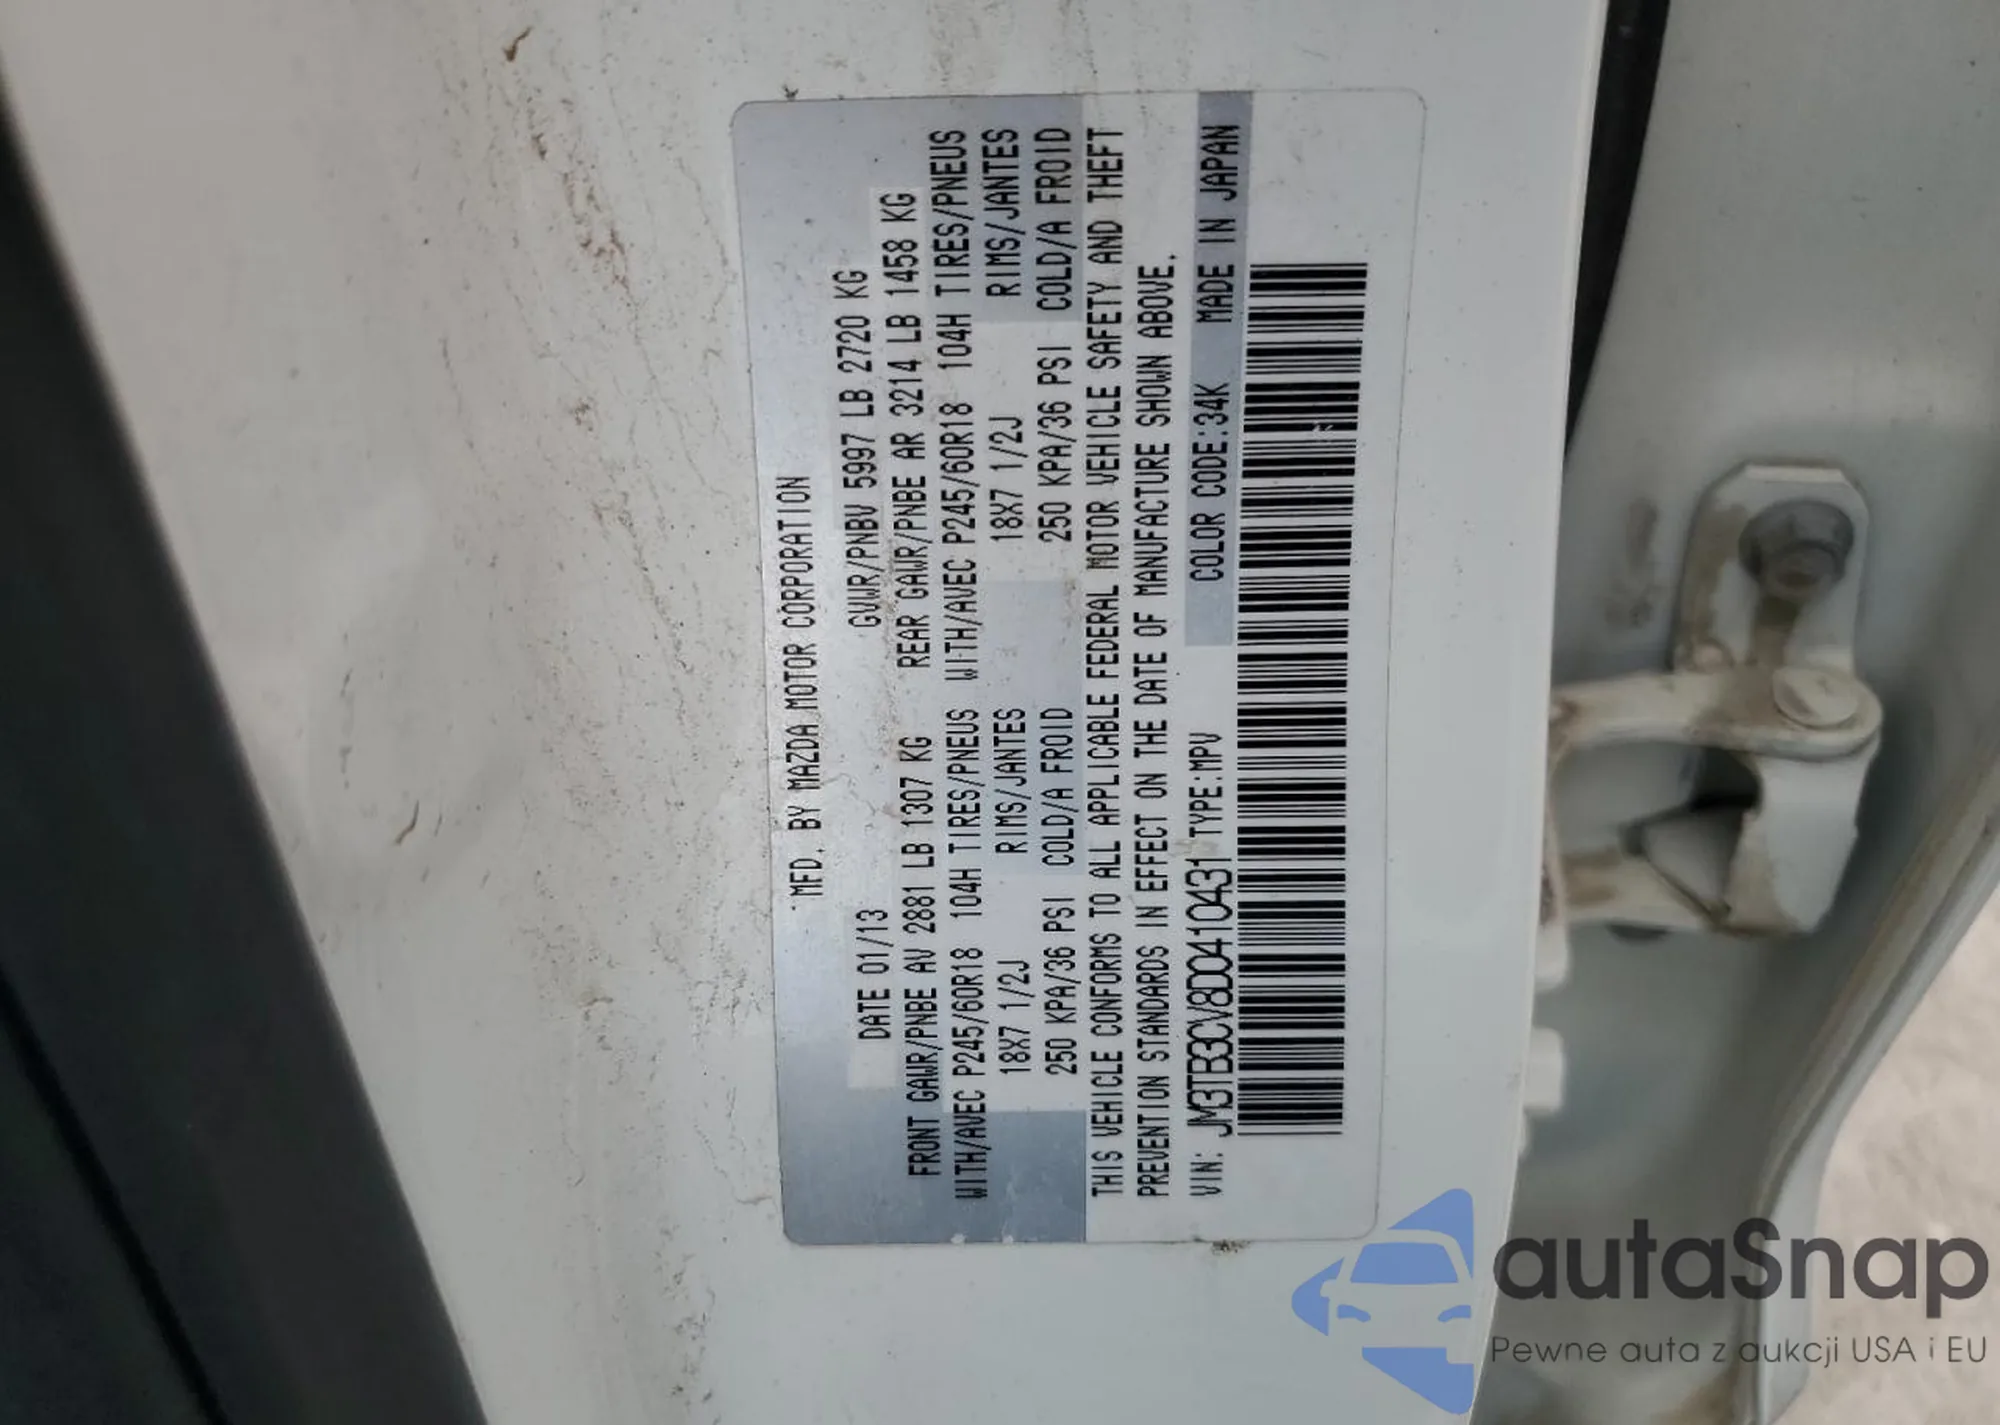 MFD. BY MAZDA MOTOR CORPORATION
DATE 01/13 GVWR/PNBV 5997 LB 2720 KG
FRONT GAWR/PNBE AV 2881 LB 1307 KG REAR GAWR/PNBE AR 3214 LB 1458 KG
WITH/AVEC P245/60R18 104H TIRES/PNEUS WITH/AVEC P245/60R18 104H TIRES/PNEUS
18X7 1/2J RIMS/JANTES 18X7 1/2J RIMS/JANTES
250 KPA/36 PSI COLD/A FROID 250 KPA/36 PSI COLD/A FROID
THIS VEHICLE CONFORMS TO ALL APPLICABLE FEDERAL MOTOR VEHICLE SAFETY AND THEFT
PREVENTION STANDARDS IN EFFECT ON THE DATE OF MANUFACTURE SHOWN ABOVE.
VIN: JM3TB3CV8D0410431 TYPE:MPV COLOR CODE:34K MADE IN JAPAN
autaSnap
Pewne auta z aukcji USA i EU